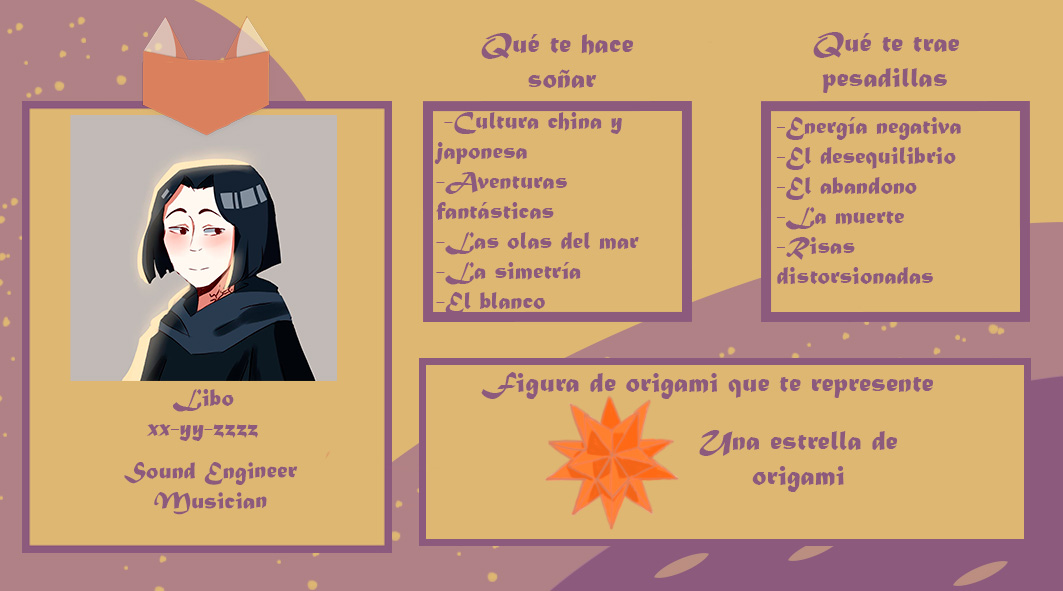 Qué te hace
soñar
-Cultura china y
japonesa
-Aventuras
fantásticas
-Las olas del mar
-La simetría
-El blanco
Qué te trae
pesadillas
-Energía negativa
-El desequilibrio
-El abandono
-La muerte
-Risas
distorsionadas
Libo
xx-yy-zzzz
Sound Engineer
Musician
Figura de origami que te represente
Una estrella de
origami